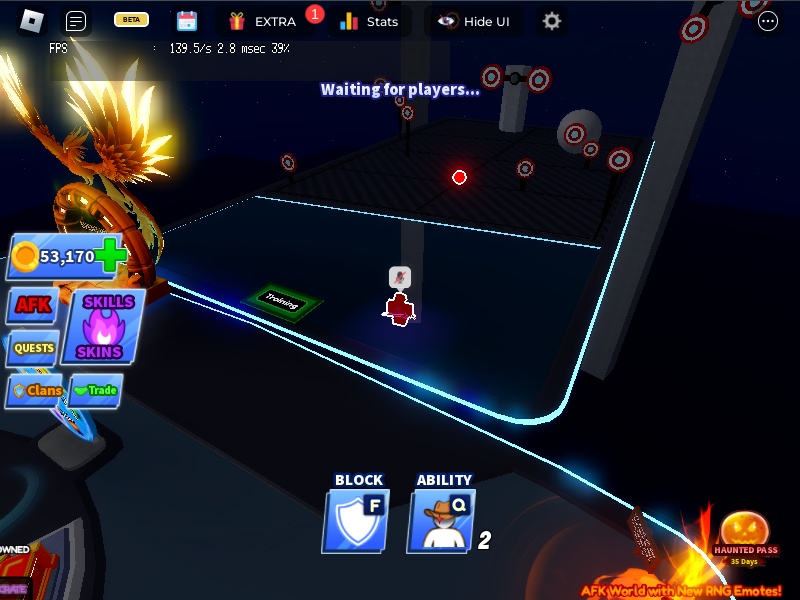 BETA
EXTRA
1
Stats
Hide UI
FPS : 139.5/s 2.8 msec 39%
Waiting for players...
53,170
AFK
SKILLS
SKINS
QUESTS
Clans
Trade
Training
BLOCK
F
ABILITY
Q
2
OWNED
CRATE
HAUNTED PASS
35 Days
AFK World with New RNG Emotes!